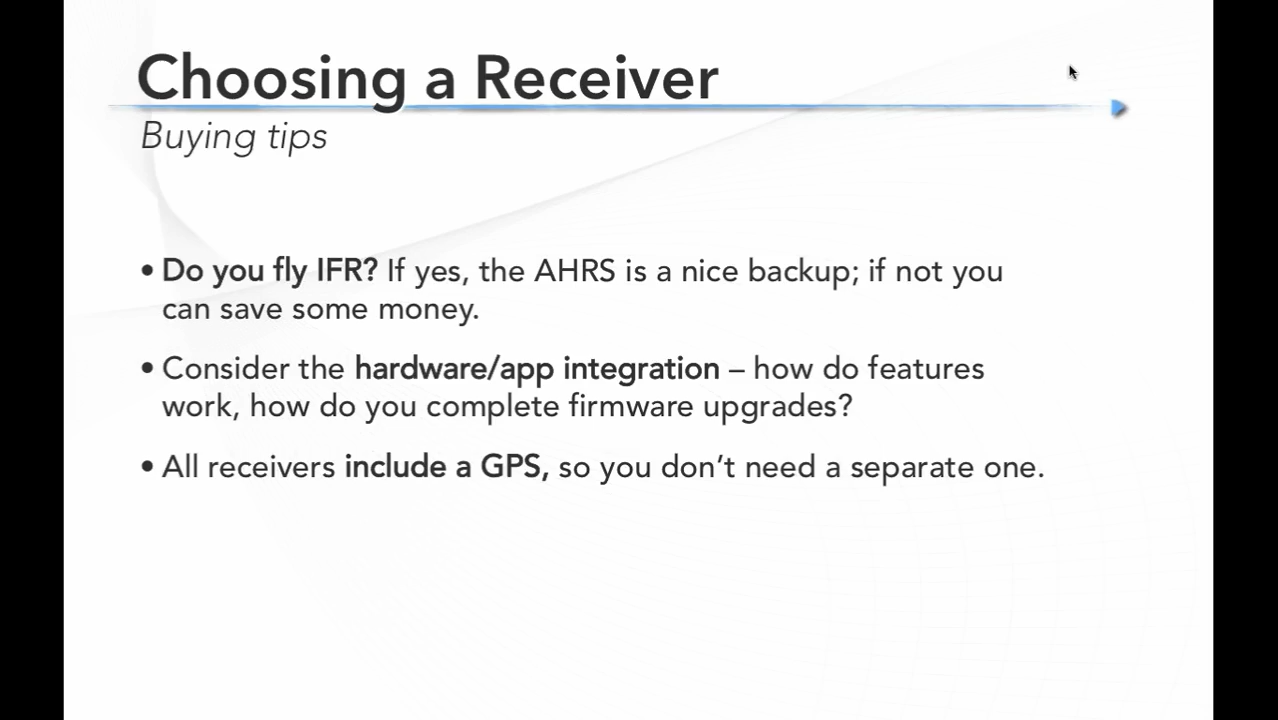 Choosing a Receiver
Buying tips
• Do you fly IFR? If yes, the AHRS is a nice backup; if not you
can save some money.
• Consider the hardware/app integration – how do features
work, how do you complete firmware upgrades?
• All receivers include a GPS, so you don’t need a separate one.